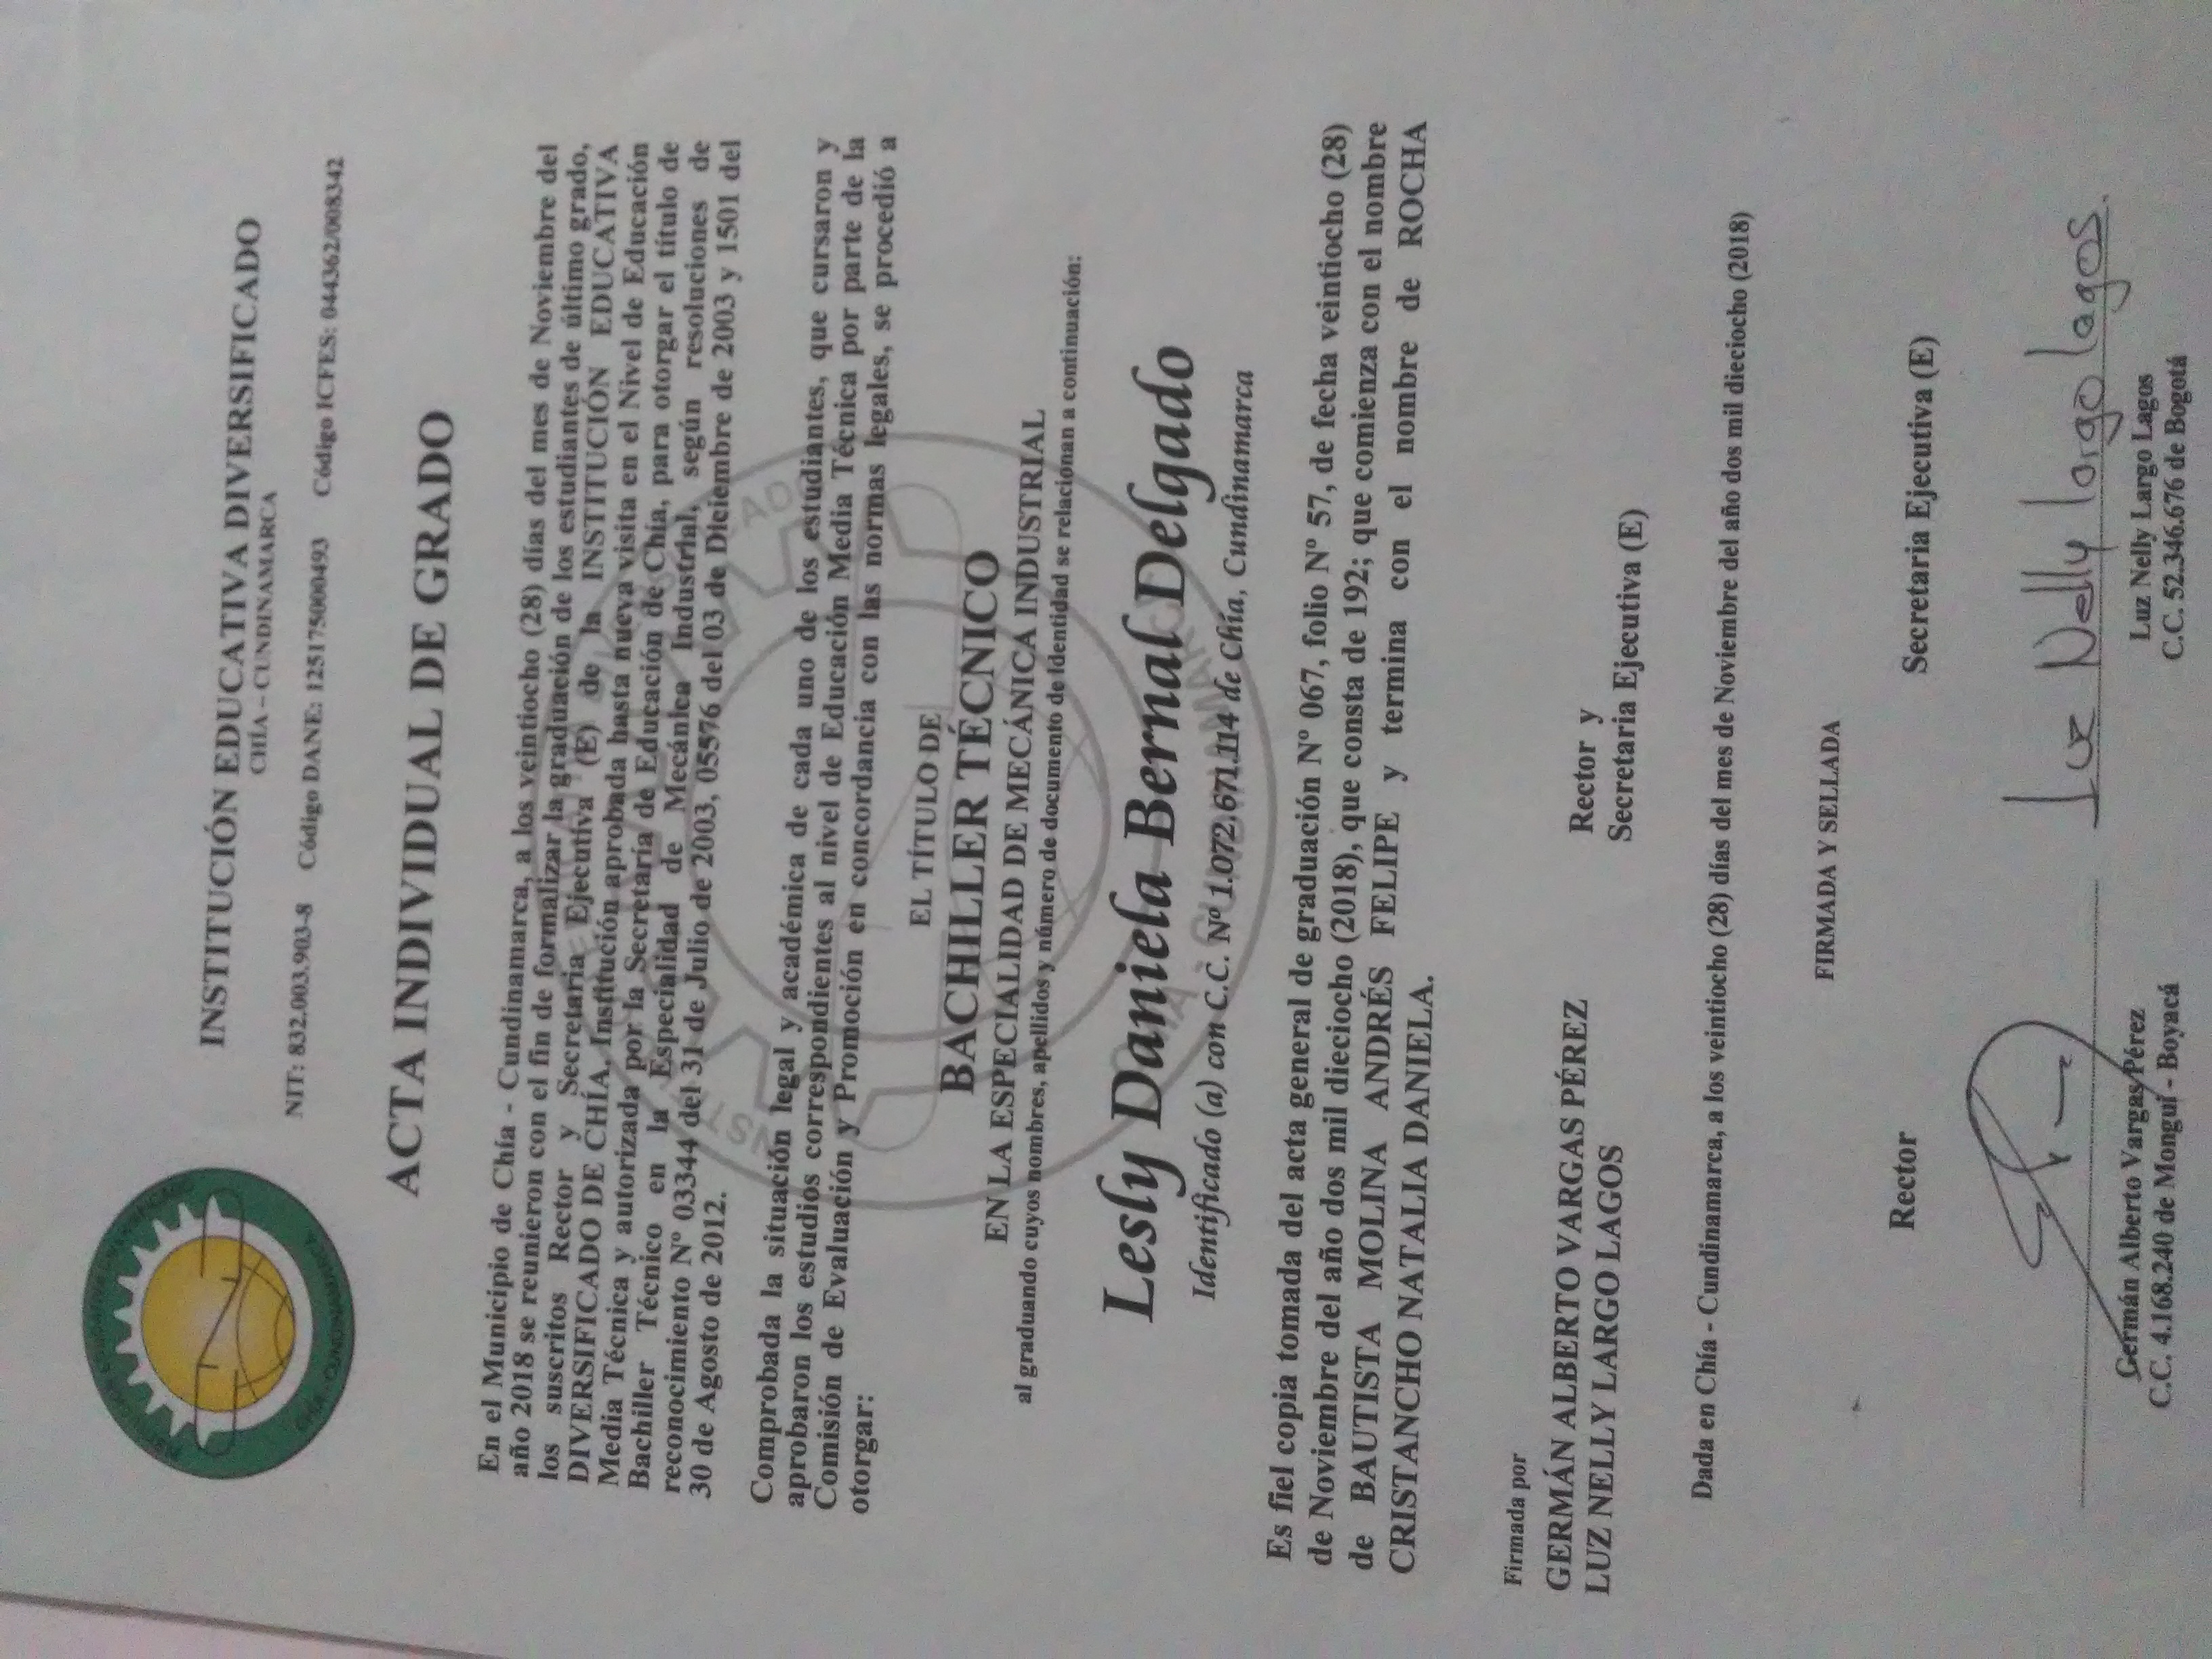 INSTITUCIÓN EDUCATIVA DIVERSIFICADO
CHÍA – CUNDINAMARCA
NIT: 832.003.903-8 Código DANE: 125175000493 Código ICFES: 044362/008342
CHÍA - CUNDINAMARCA
ACTA INDIVIDUAL DE GRADO
En el Municipio de Chía - Cundinamarca, a los veintiocho (28) días del mes de Noviembre del
año 2018 se reunieron con el fin de formalizar la graduación de los estudiantes de último grado,
los suscritos Rector y Secretaria Ejecutiva (E) de la INSTITUCIÓN EDUCATIVA
DIVERSIFICADO DE CHÍA, Institución aprobada hasta nueva visita en el Nivel de Educación
Media Técnica y autorizada por la Secretaría de Educación de Chía, para otorgar el título de
Bachiller Técnico en la Especialidad de Mecánica Industrial, según resoluciones de
reconocimiento Nº 03344 del 31 de Julio de 2003, 05576 del 03 de Diciembre de 2003 y 1501 del
30 de Agosto de 2012.
Comprobada la situación legal y académica de cada uno de los estudiantes, que cursaron y
aprobaron los estudios correspondientes al nivel de Educación Media Técnica por parte de la
Comisión de Evaluación y Promoción en concordancia con las normas legales, se procedió a
otorgar:
EL TÍTULO DE
BACHILLER TÉCNICO
EN LA ESPECIALIDAD DE MECÁNICA INDUSTRIAL
al graduando cuyos nombres, apellidos y número de documento de Identidad se relacionan a continuación:
Lesly Daniela Bernal Delgado
Identificado (a) con C.C. Nº 1.072.671.114 de Chía, Cundinamarca
Es fiel copia tomada del acta general de graduación Nº 067, folio Nº 57, de fecha veintiocho (28)
de Noviembre del año dos mil dieciocho (2018), que consta de 192; que comienza con el nombre
de BAUTISTA MOLINA ANDRÉS FELIPE y termina con el nombre de ROCHA
CRISTANCHO NATALIA DANIELA.
Firmada por
GERMÁN ALBERTO VARGAS PÉREZ Rector y
LUZ NELLY LARGO LAGOS Secretaria Ejecutiva (E)
Dada en Chía - Cundinamarca, a los veintiocho (28) días del mes de Noviembre del año dos mil dieciocho (2018)
FIRMADA Y SELLADA
Rector Secretaria Ejecutiva (E)
Luz Nelly largo lagos.
Germán Alberto Vargas Pérez Luz Nelly Largo Lagos
C.C. 4.168.240 de Monguí - Boyacá C.C. 52.346.676 de Bogotá